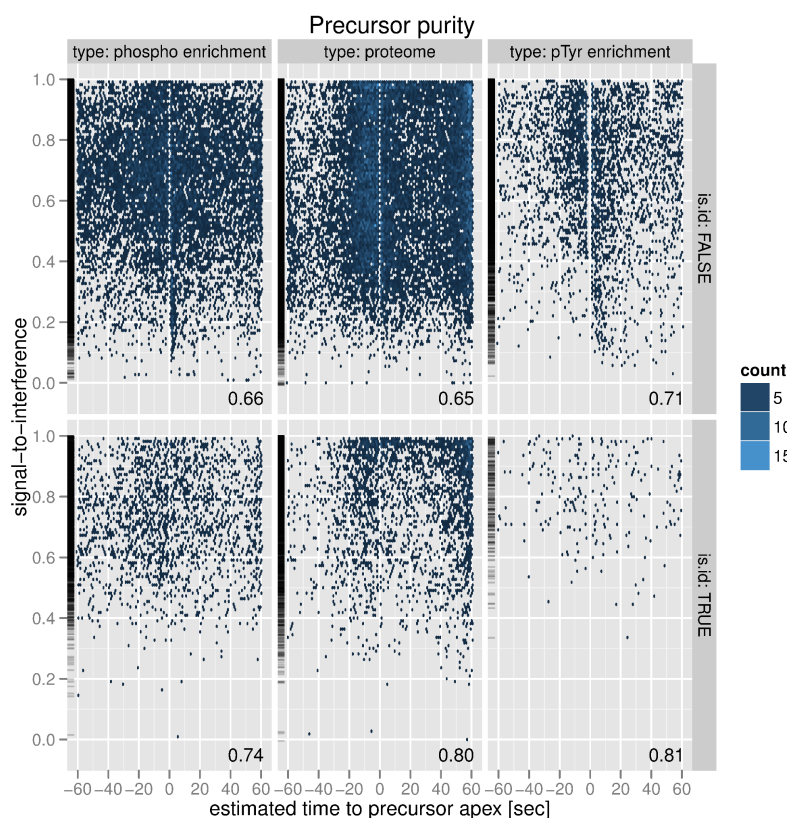 Precursor purity
type: phospho enrichment
type: proteome
type: pTyr enrichment
1.0
0.8
0.6
0.4
0.2
0.0
0.66
0.65
0.71
is.id: FALSE
signal−to−interference
1.0
0.8
0.6
0.4
0.2
0.0
0.74
0.80
0.81
is.id: TRUE
−60 −40 −20 0 20 40 60
−60 −40 −20 0 20 40 60
−60 −40 −20 0 20 40 60
estimated time to precursor apex [sec]
count
5
10
15